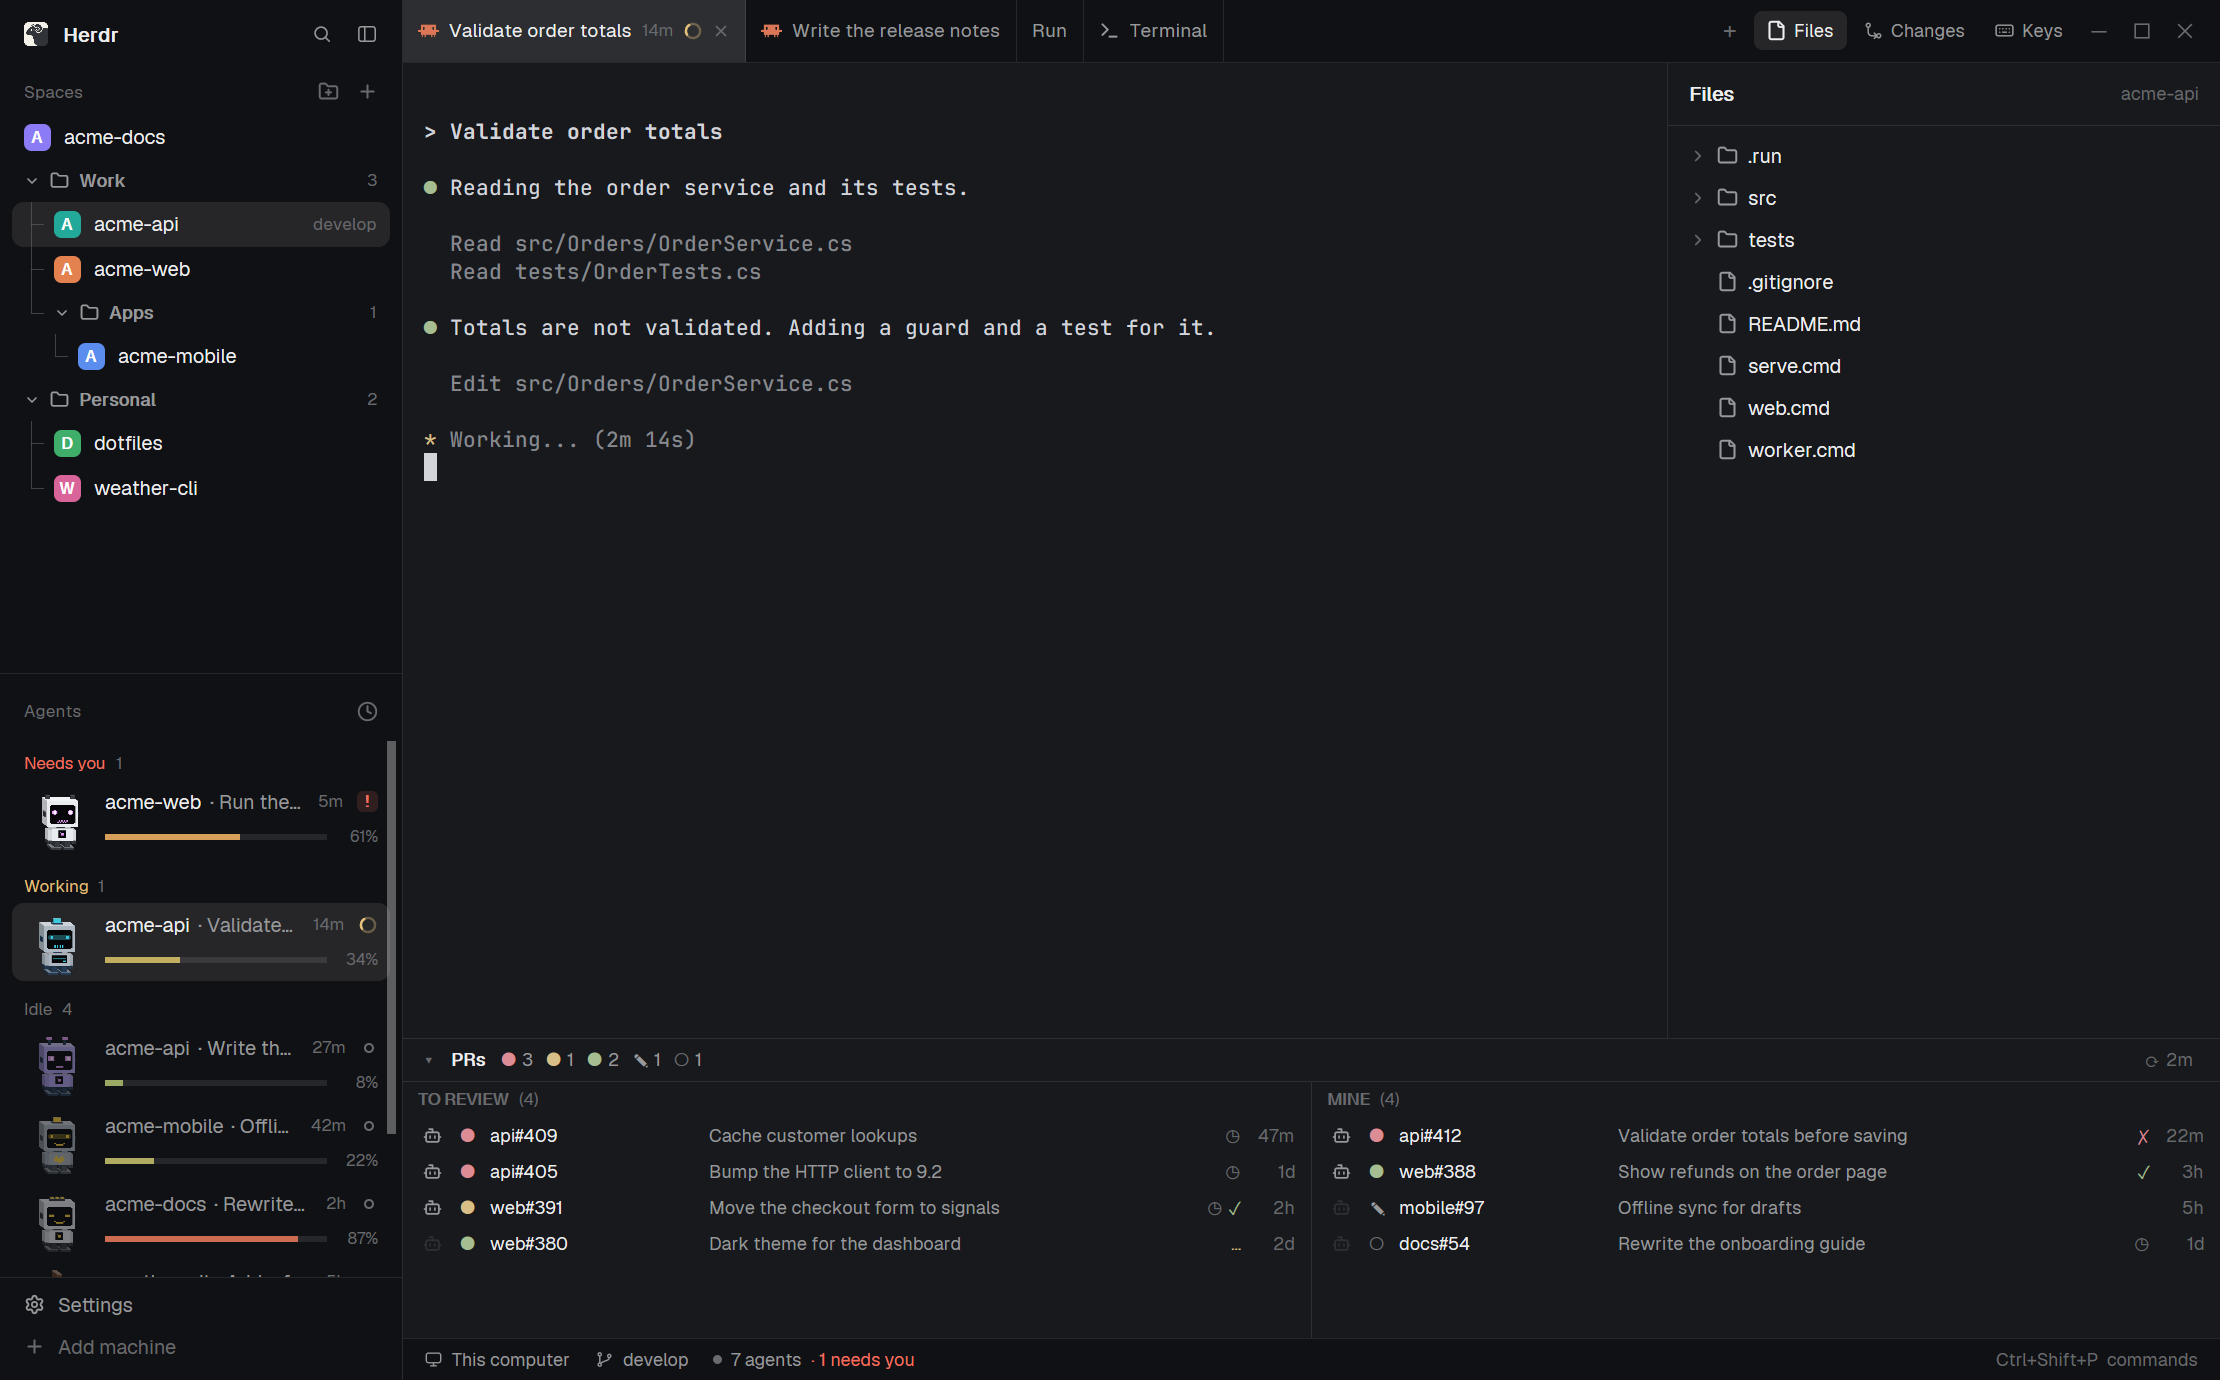 Herdr
Spaces
A acme-docs
Work 3
A acme-api develop
A acme-web
Apps 1
A acme-mobile
Personal 2
D dotfiles
W weather-cli
Agents
Needs you 1
acme-web · Run the... 5m !
61%
Working 1
acme-api · Validate... 14m
34%
Idle 4
acme-api · Write th... 27m
8%
acme-mobile · Offli... 42m
22%
acme-docs · Rewrite... 2h
87%
Settings
+ Add machine
Validate order totals 14m ×
Write the release notes
Run
Terminal
+
Files
Changes
Keys
> Validate order totals
● Reading the order service and its tests.
Read src/Orders/OrderService.cs
Read tests/OrderTests.cs
● Totals are not validated. Adding a guard and a test for it.
Edit src/Orders/OrderService.cs
* Working... (2m 14s)
Files acme-api
.run
src
tests
.gitignore
README.md
serve.cmd
web.cmd
worker.cmd
PRs 3 1 2 1 1 2m
TO REVIEW (4)
api#409 Cache customer lookups 47m
api#405 Bump the HTTP client to 9.2 1d
web#391 Move the checkout form to signals ✓ 2h
web#380 Dark theme for the dashboard ... 2d
MINE (4)
api#412 Validate order totals before saving ✗ 22m
web#388 Show refunds on the order page ✓ 3h
mobile#97 Offline sync for drafts 5h
docs#54 Rewrite the onboarding guide 1d
This computer develop 7 agents · 1 needs you Ctrl+Shift+P commands